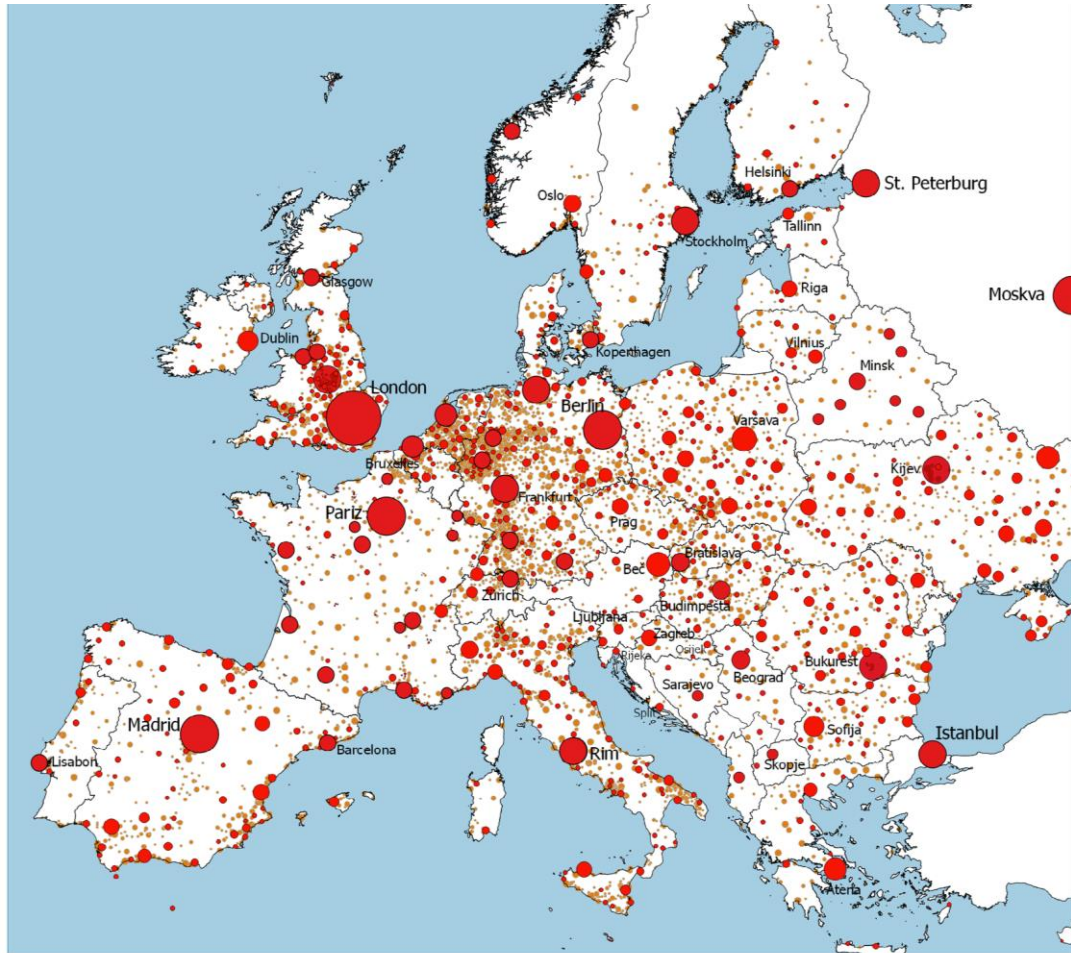 Helsinki
St. Peterburg
Oslo
Tallinn
Stockholm
Glasgow
Riga
Moskva
Dublin
Kopenhagen
Vilnius
Minsk
London
Berlin
Varsava
Bruxelles
Kijev
Frankfurt
Pariz
Prag
Bratislava
Beč
Zurich
Budimpešta
Ljubljana
Zagreb
Osijek
Rijeka
Beograd
Bukurest
Sarajevo
Split
Madrid
Sofija
Istanbul
Barcelona
Rim
Lisabon
Skopje
Atena